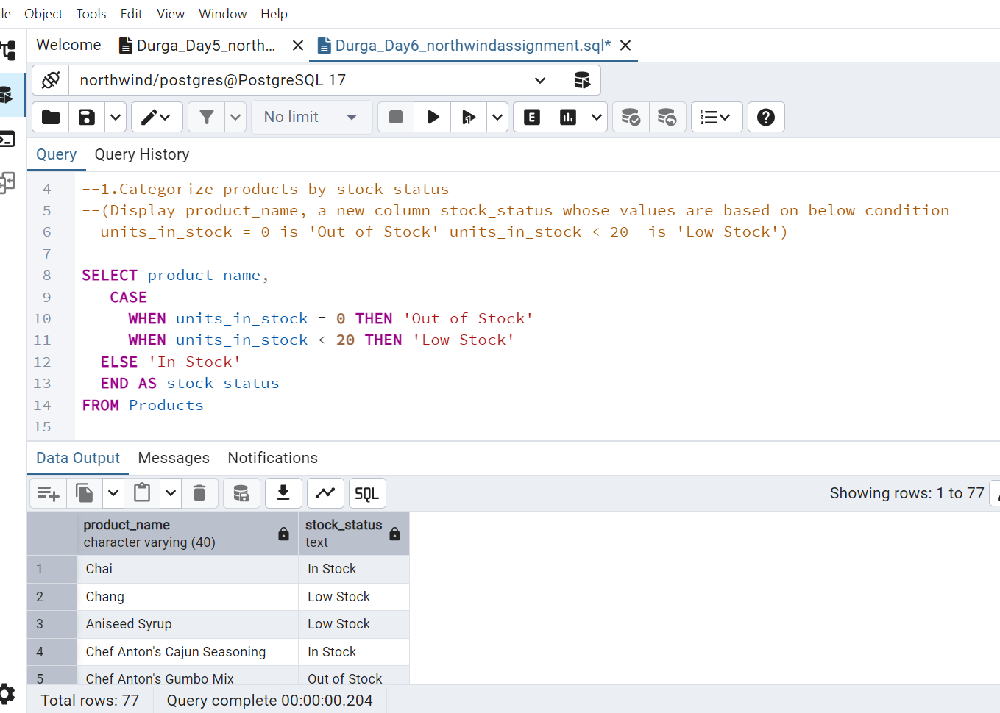 le Object Tools Edit View Window Help
Welcome Durga_Day5_north... Durga_Day6_northwindassignment.sql*
northwind/postgres@PostgreSQL 17
No limit E
Query Query History
4 --1.Categorize products by stock status
5 --(Display product_name, a new column stock_status whose values are based on below condition
6 --units_in_stock = 0 is 'Out of Stock' units_in_stock < 20  is 'Low Stock')
7
8 SELECT product_name,
9 CASE
10 WHEN units_in_stock = 0 THEN 'Out of Stock'
11 WHEN units_in_stock < 20 THEN 'Low Stock'
12 ELSE 'In Stock'
13 END AS stock_status
14 FROM Products
15
Data Output Messages Notifications
SQL Showing rows: 1 to 77
product_name stock_status
character varying (40) text
1 Chai In Stock
2 Chang Low Stock
3 Aniseed Syrup Low Stock
4 Chef Anton's Cajun Seasoning In Stock
5 Chef Anton's Gumbo Mix Out of Stock
Total rows: 77 Query complete 00:00:00.204